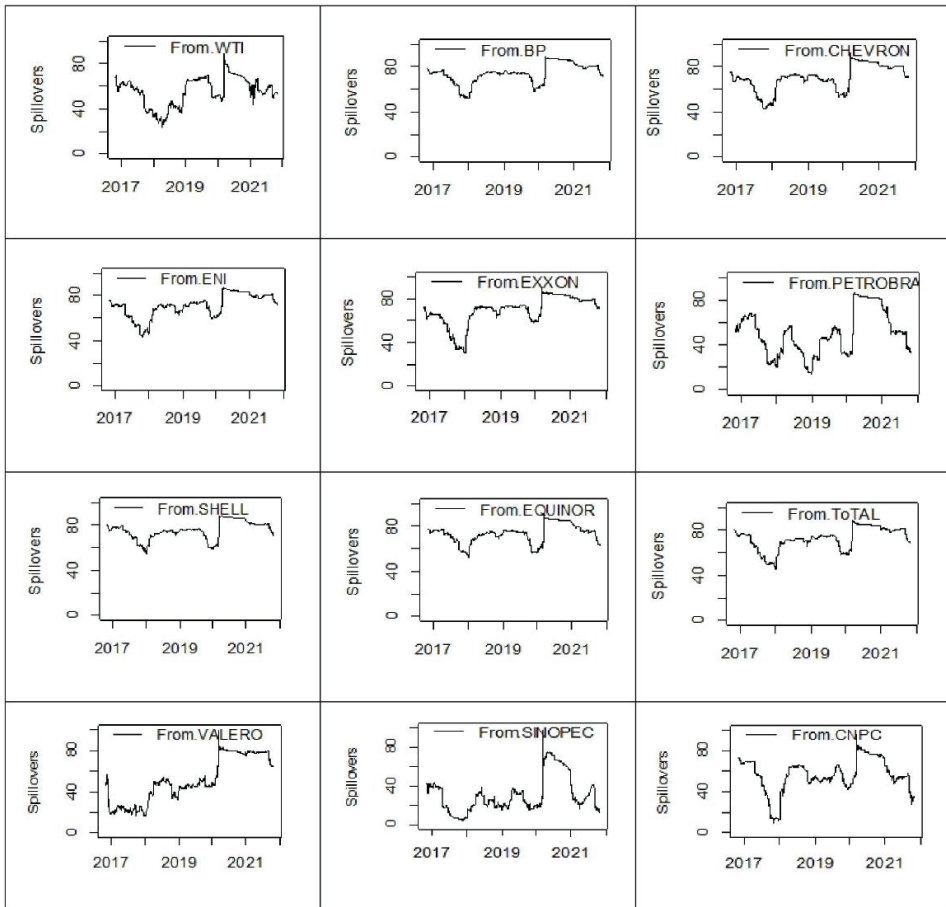 From.WTI
Spillovers
0 40 80
2017 2019 2021
From.BP
Spillovers
0 40 80
2017 2019 2021
From.CHEVRON
Spillovers
0 40 80
2017 2019 2021
From.ENI
Spillovers
0 40 80
2017 2019 2021
From.EXXON
Spillovers
0 40 80
2017 2019 2021
From.PETROBRA
Spillovers
0 40 80
2017 2019 2021
From.SHELL
Spillovers
0 40 80
2017 2019 2021
From.EQUINOR
Spillovers
0 40 80
2017 2019 2021
From.ToTAL
Spillovers
0 40 80
2017 2019 2021
From.VALERO
Spillovers
0 40 80
2017 2019 2021
From.SINOPEC
Spillovers
0 40 80
2017 2019 2021
From.CNPC
Spillovers
0 40 80
2017 2019 2021